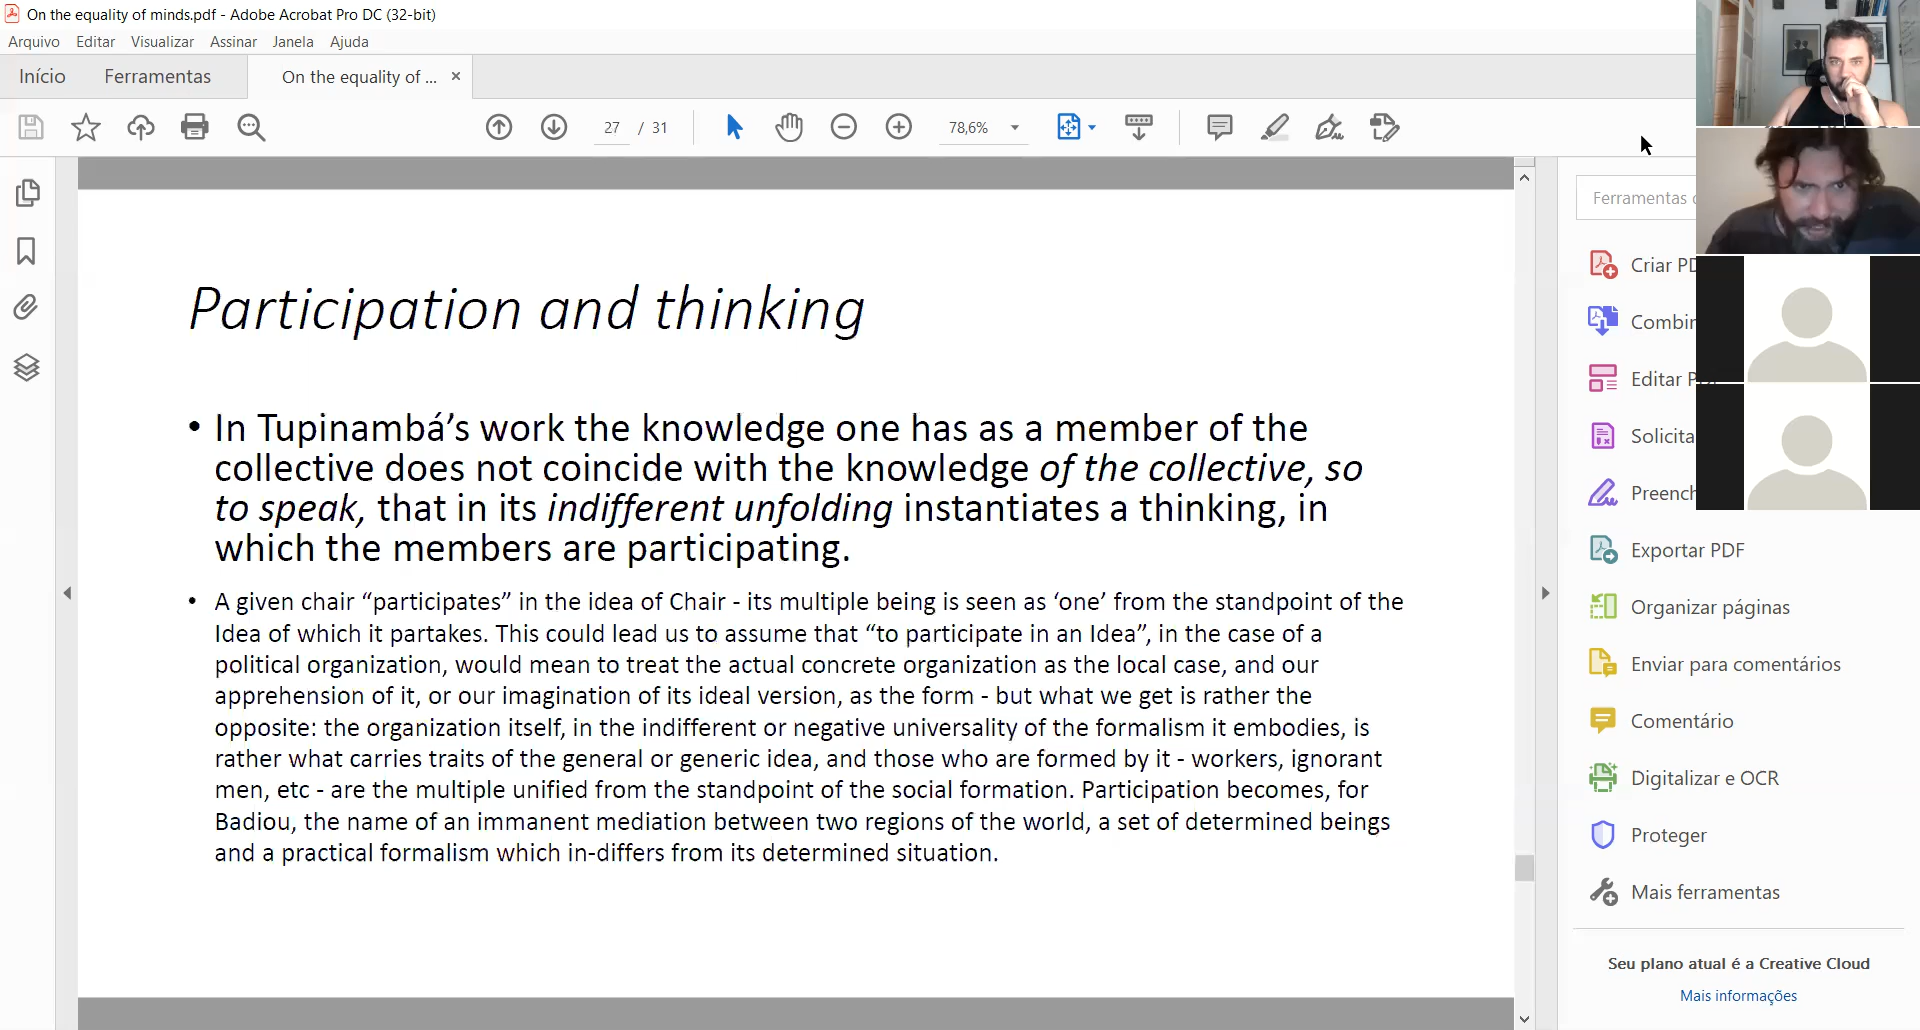 On the equality of minds.pdf - Adobe Acrobat Pro DC (32-bit)
Arquivo Editar Visualizar Assinar Janela Ajuda
Início Ferramentas On the equality of ... ×
27 / 31 78,6%
Ferramentas
Criar PD
Combin
Editar P
Solicita
Preench
Exportar PDF
Organizar páginas
Enviar para comentários
Comentário
Digitalizar e OCR
Proteger
Mais ferramentas
Seu plano atual é a Creative Cloud
Mais informações
Participation and thinking
• In Tupinambá’s work the knowledge one has as a member of the
collective does not coincide with the knowledge of the collective, so
to speak, that in its indifferent unfolding instantiates a thinking, in
which the members are participating.
• A given chair “participates” in the idea of Chair - its multiple being is seen as ‘one’ from the standpoint of the
Idea of which it partakes. This could lead us to assume that “to participate in an Idea”, in the case of a
political organization, would mean to treat the actual concrete organization as the local case, and our
apprehension of it, or our imagination of its ideal version, as the form - but what we get is rather the
opposite: the organization itself, in the indifferent or negative universality of the formalism it embodies, is
rather what carries traits of the general or generic idea, and those who are formed by it - workers, ignorant
men, etc - are the multiple unified from the standpoint of the social formation. Participation becomes, for
Badiou, the name of an immanent mediation between two regions of the world, a set of determined beings
and a practical formalism which in-differs from its determined situation.